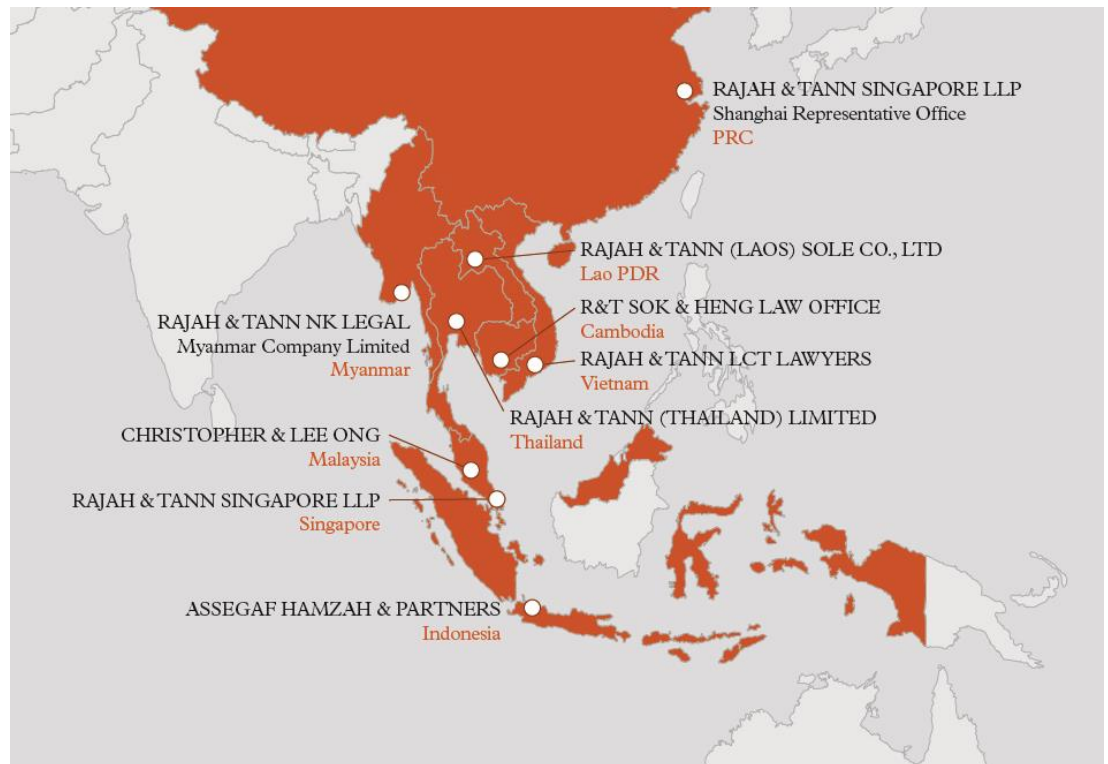 RAJAH & TANN SINGAPORE LLP
Shanghai Representative Office
PRC
RAJAH & TANN (LAOS) SOLE CO., LTD
Lao PDR
R&T SOK & HENG LAW OFFICE
Cambodia
RAJAH & TANN NK LEGAL
Myanmar Company Limited
Myanmar
RAJAH & TANN LCT LAWYERS
Vietnam
RAJAH & TANN (THAILAND) LIMITED
Thailand
CHRISTOPHER & LEE ONG
Malaysia
RAJAH & TANN SINGAPORE LLP
Singapore
ASSEGAF HAMZAH & PARTNERS
Indonesia